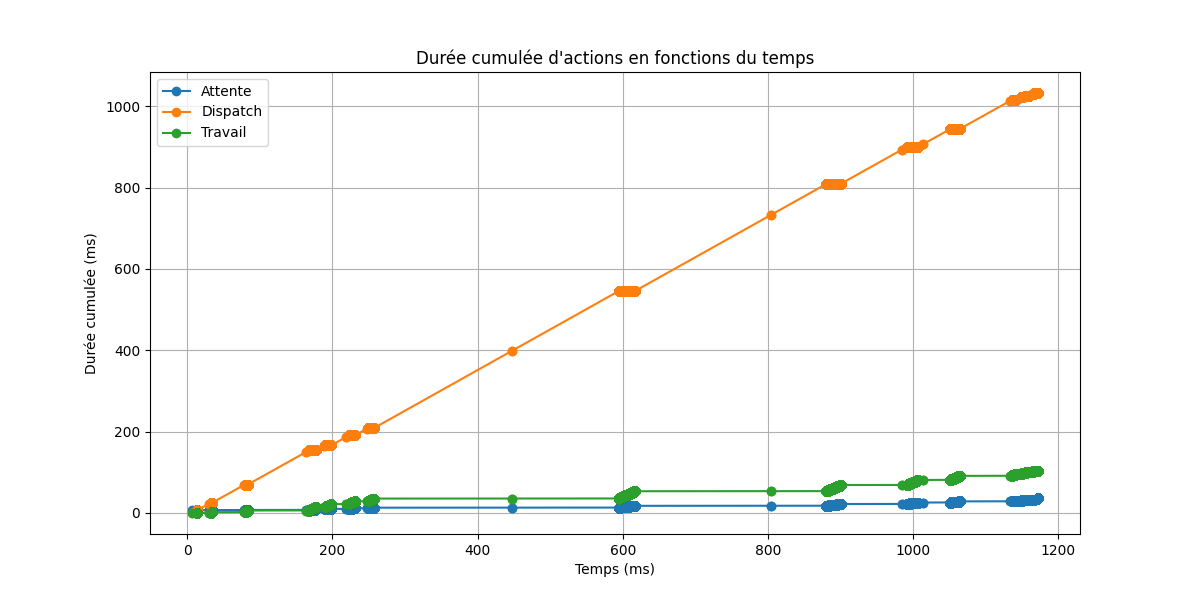 Durée cumulée d'actions en fonctions du temps
Attente
Dispatch
Travail
Durée cumulée (ms)
1000
800
600
400
200
0
0 200 400 600 800 1000 1200
Temps (ms)